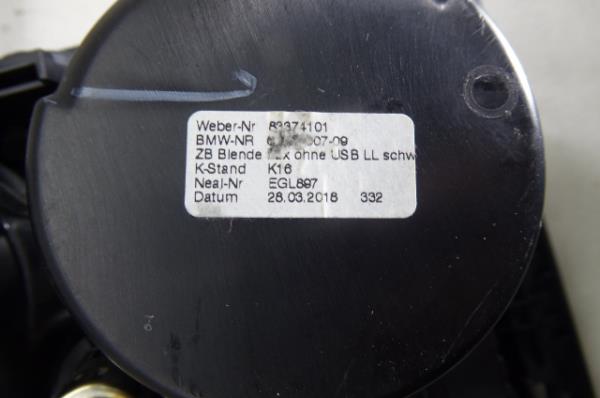 Weber-Nr 83374101
BMW-NR 07-09
ZB Blende ohne USB LL schw
K-Stand K16
Neal-Nr EGL897
Datum 28.03.2018 332